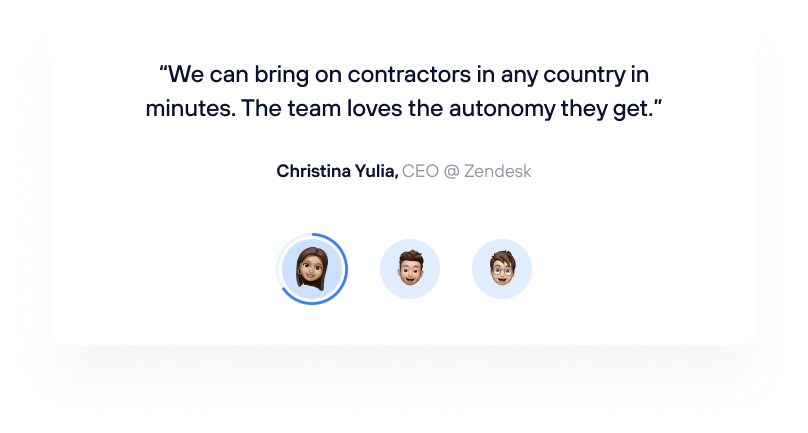 “We can bring on contractors in any country in
minutes. The team loves the autonomy they get.”
Christina Yulia, CEO @ Zendesk